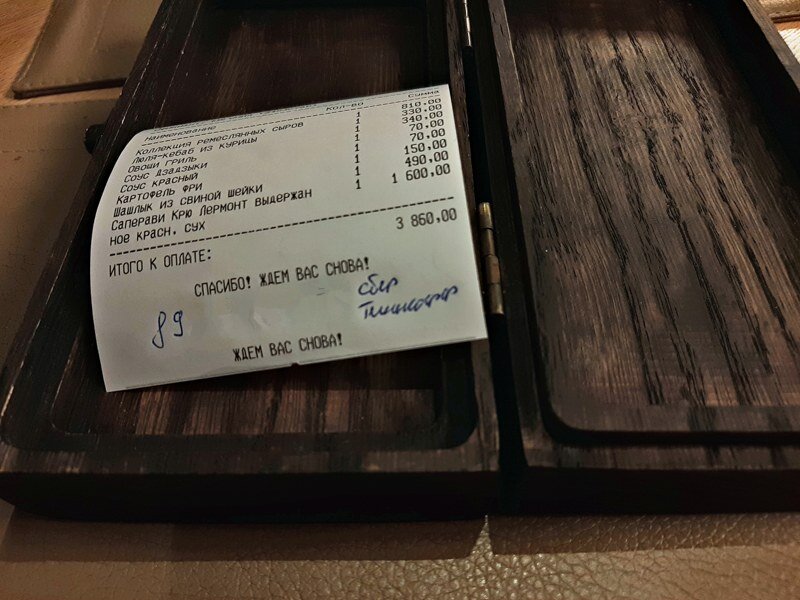 Наименование Кол-во Сумма
Коллекция ремеслянных сыров 1 810,00
Люля-кебаб из курицы 1 330,00
Овощи гриль 1 340,00
Соус Дзадзыки 1 70,00
Соус красный 1 70,00
Картофель фри 1 150,00
Шашлык из свиной шейки 1 490,00
Саперави Крю Лермонт выдержан 1 1 600,00
ное красн. сух
ИТОГО К ОПЛАТЕ: 3 860,00
СПАСИБО! ЖДЕМ ВАС СНОВА!
89 сбер
Тинькофф
ЖДЕМ ВАС СНОВА!